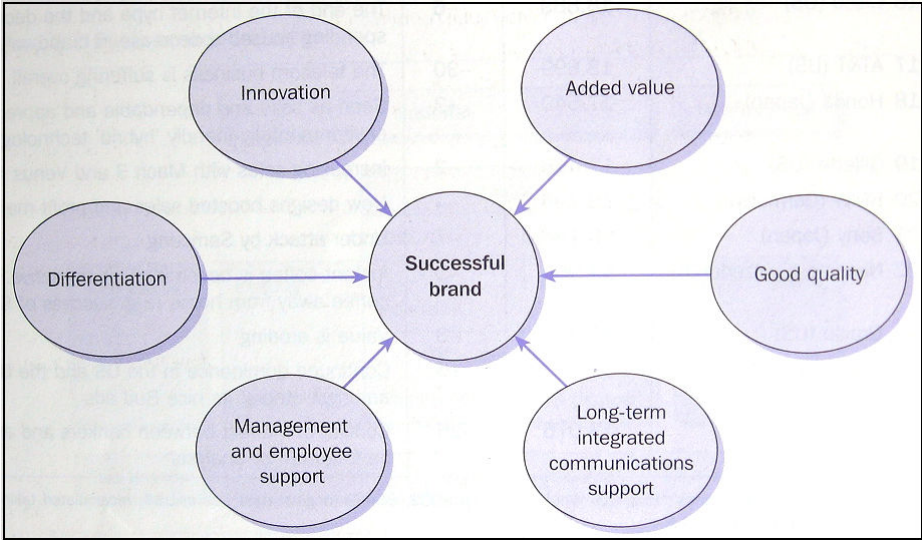 Innovation
Added value
Differentiation
Successful
brand
Good quality
Management
and employee
support
Long-term
integrated
communications
support